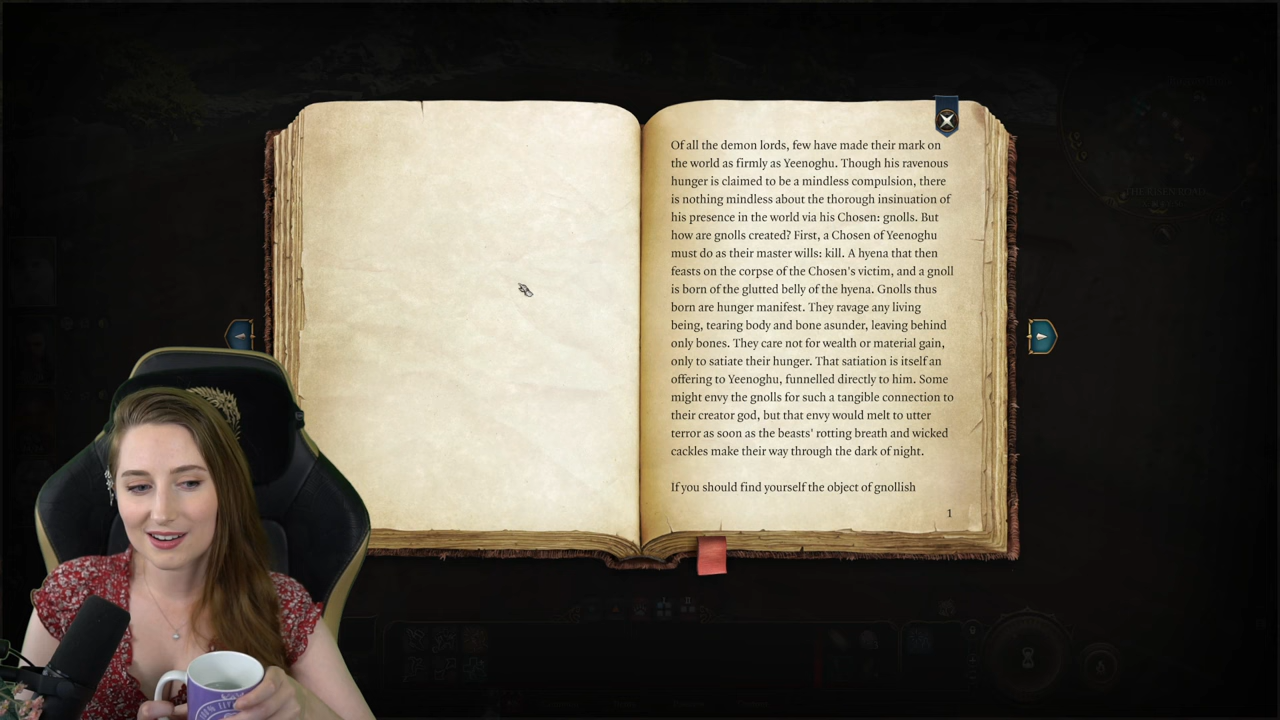 Of all the demon lords, few have made their mark on
the world as firmly as Yeenoghu. Though his ravenous
hunger is claimed to be a mindless compulsion, there
is nothing mindless about the thorough insinuation of
his presence in the world via his Chosen: gnolls. But
how are gnolls created? First, a Chosen of Yeenoghu
must do as their master wills: kill. A hyena that then
feasts on the corpse of the Chosen's victim, and a gnoll
is born of the glutted belly of the hyena. Gnolls thus
born are hunger manifest. They ravage any living
being, tearing body and bone asunder, leaving behind
only bones. They care not for wealth or material gain,
only to satiate their hunger. That satiation is itself an
offering to Yeenoghu, funnelled directly to him. Some
might envy the gnolls for such a tangible connection to
their creator god, but that envy would melt to utter
terror as soon as the beasts' rotting breath and wicked
cackles make their way through the dark of night.
If you should find yourself the object of gnollish
1